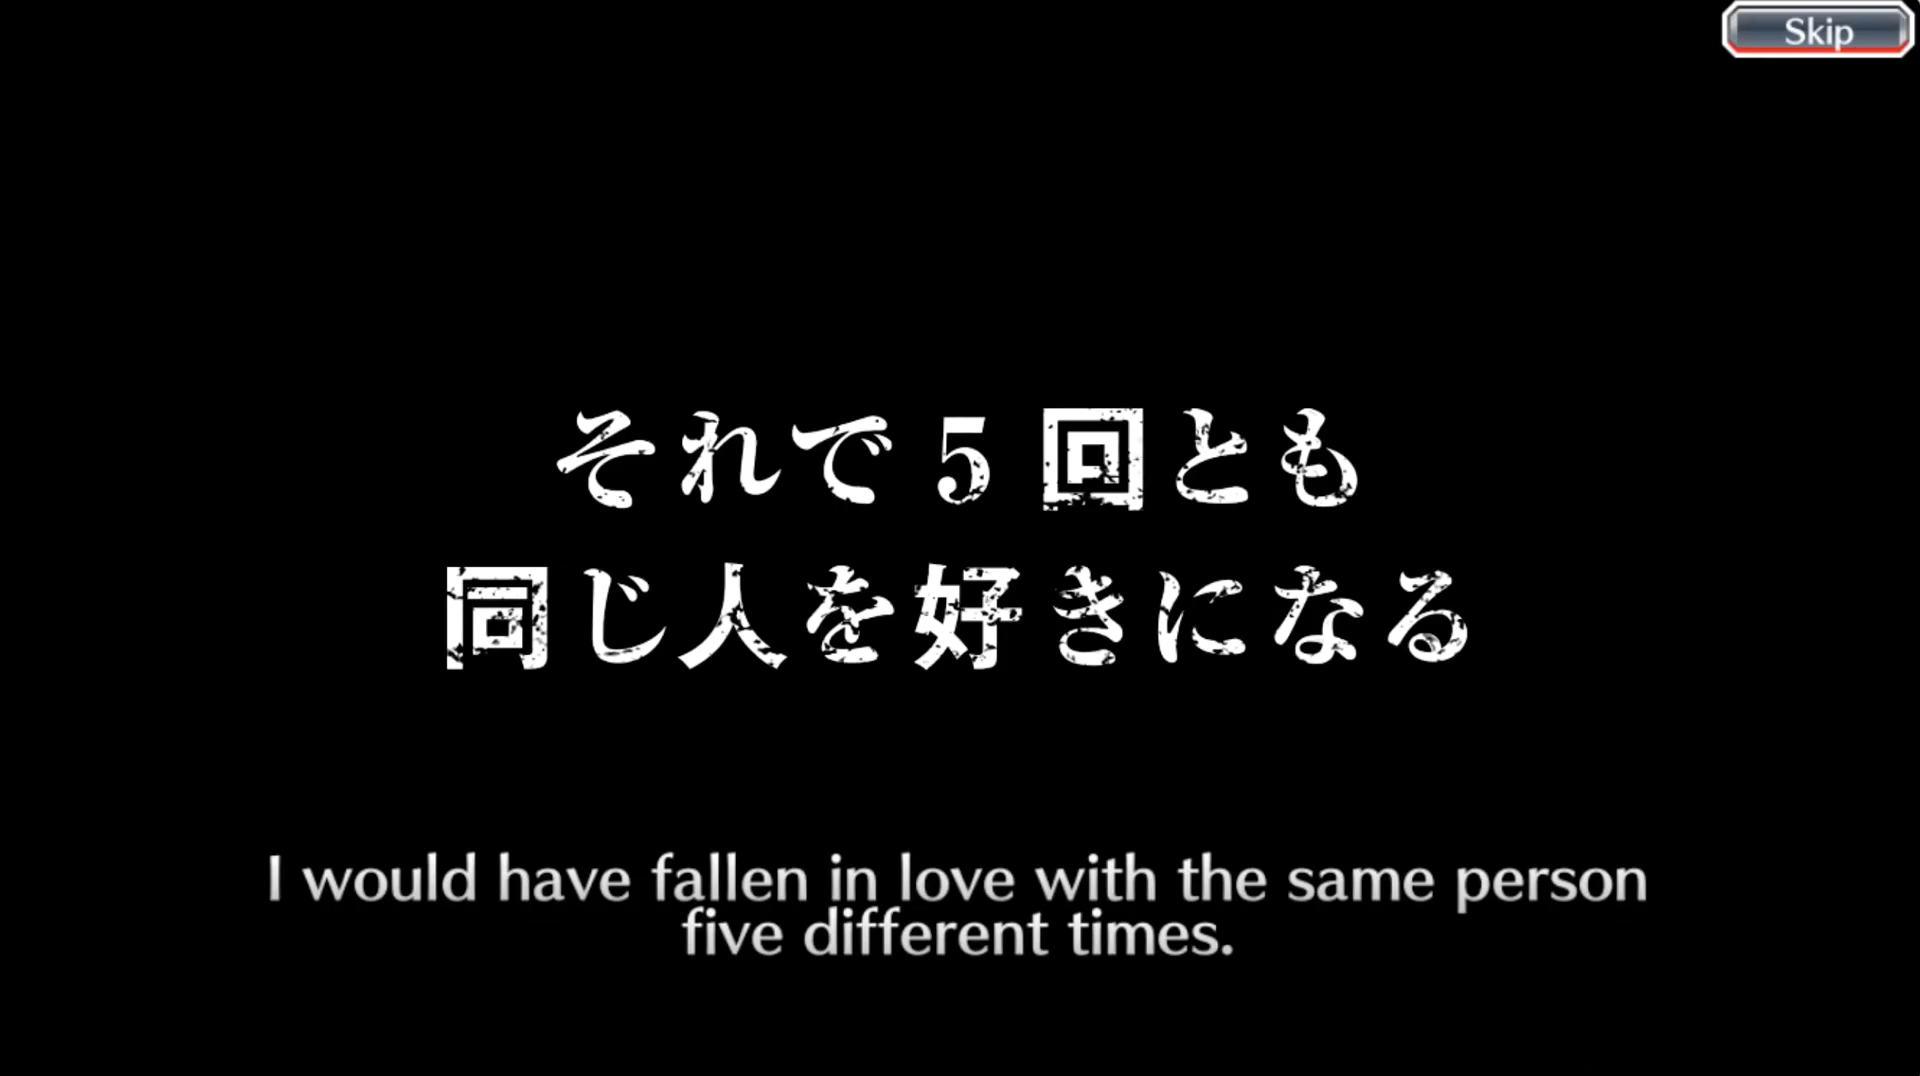 Skip
それで5回とも
同じ人を好きになる
I would have fallen in love with the same person
five different times.